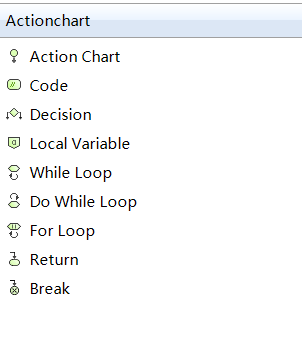 Actionchart
Action Chart
Code
Decision
Local Variable
While Loop
Do While Loop
For Loop
Return
Break